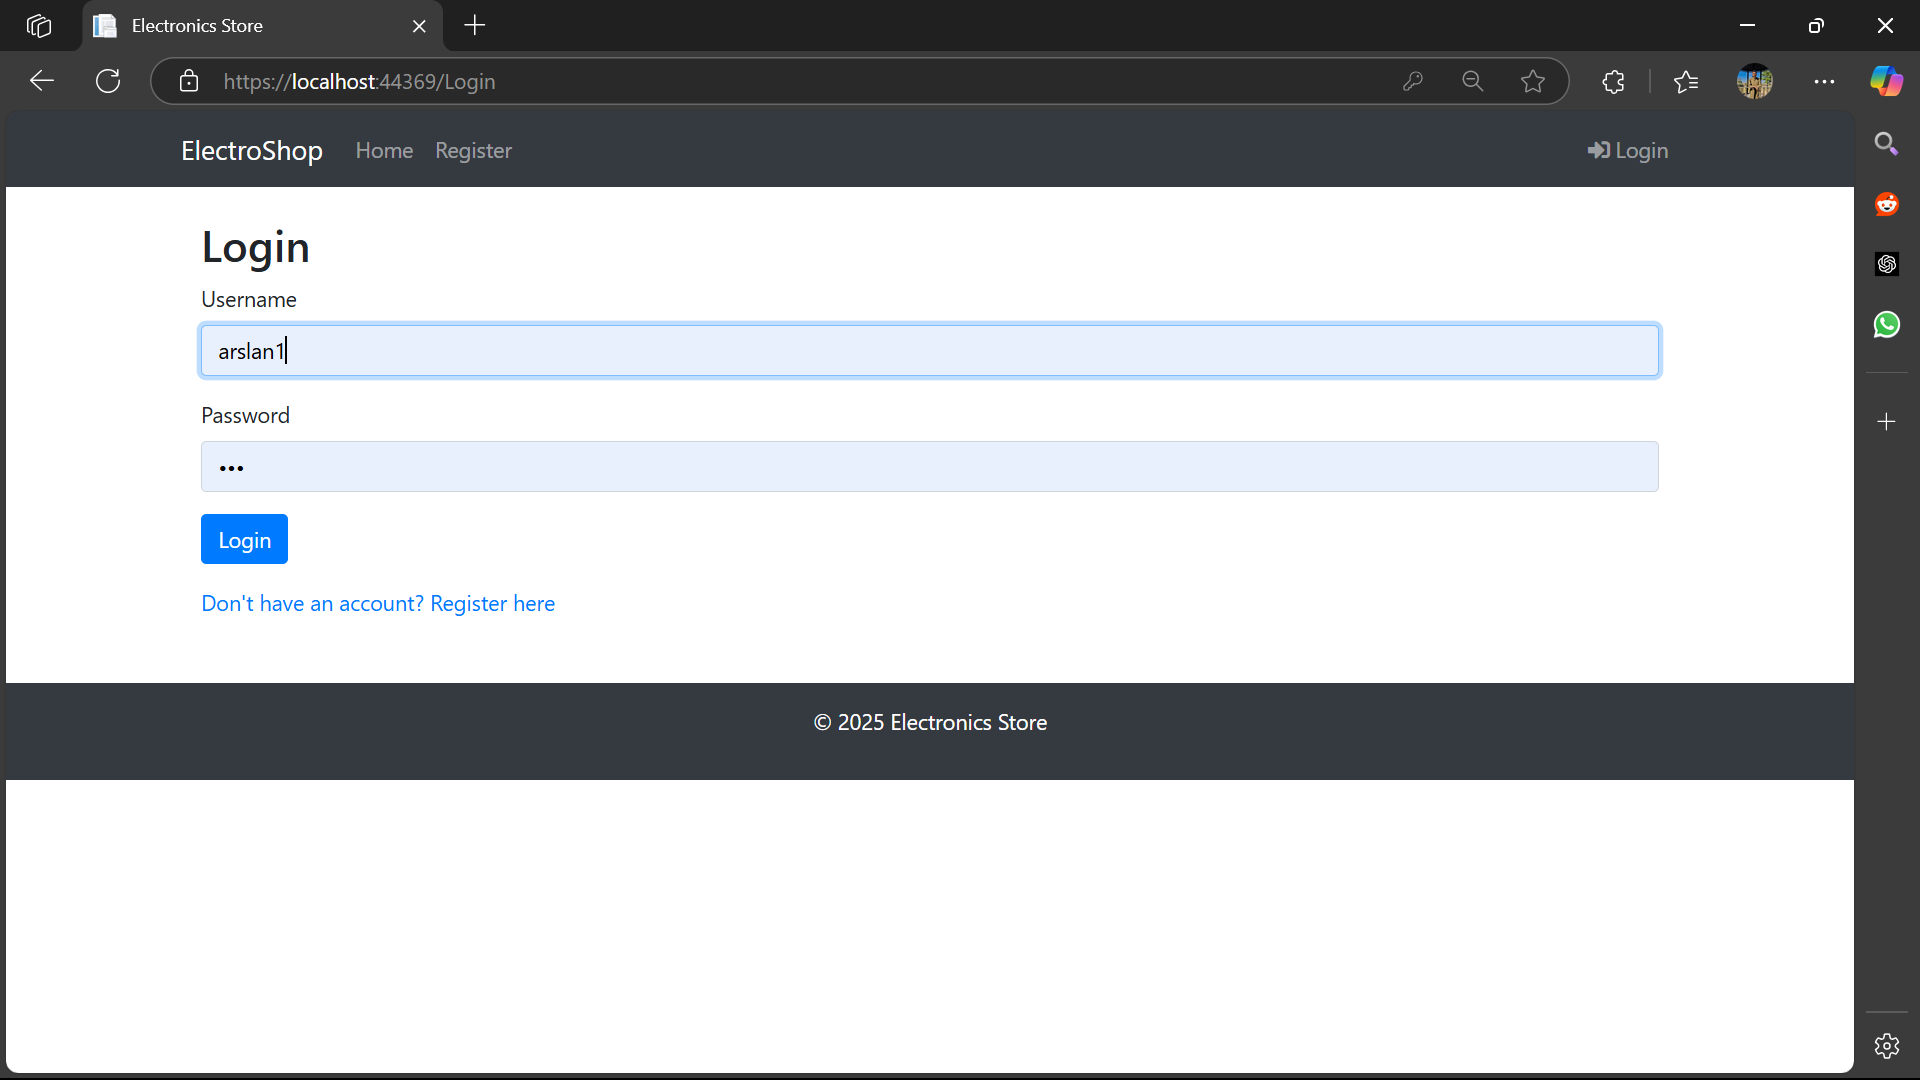 Electronics Store
https://localhost:44369/Login
ElectroShop Home Register Login
Login
Username
arslan1
Password
•••
Login
Don't have an account? Register here
© 2025 Electronics Store